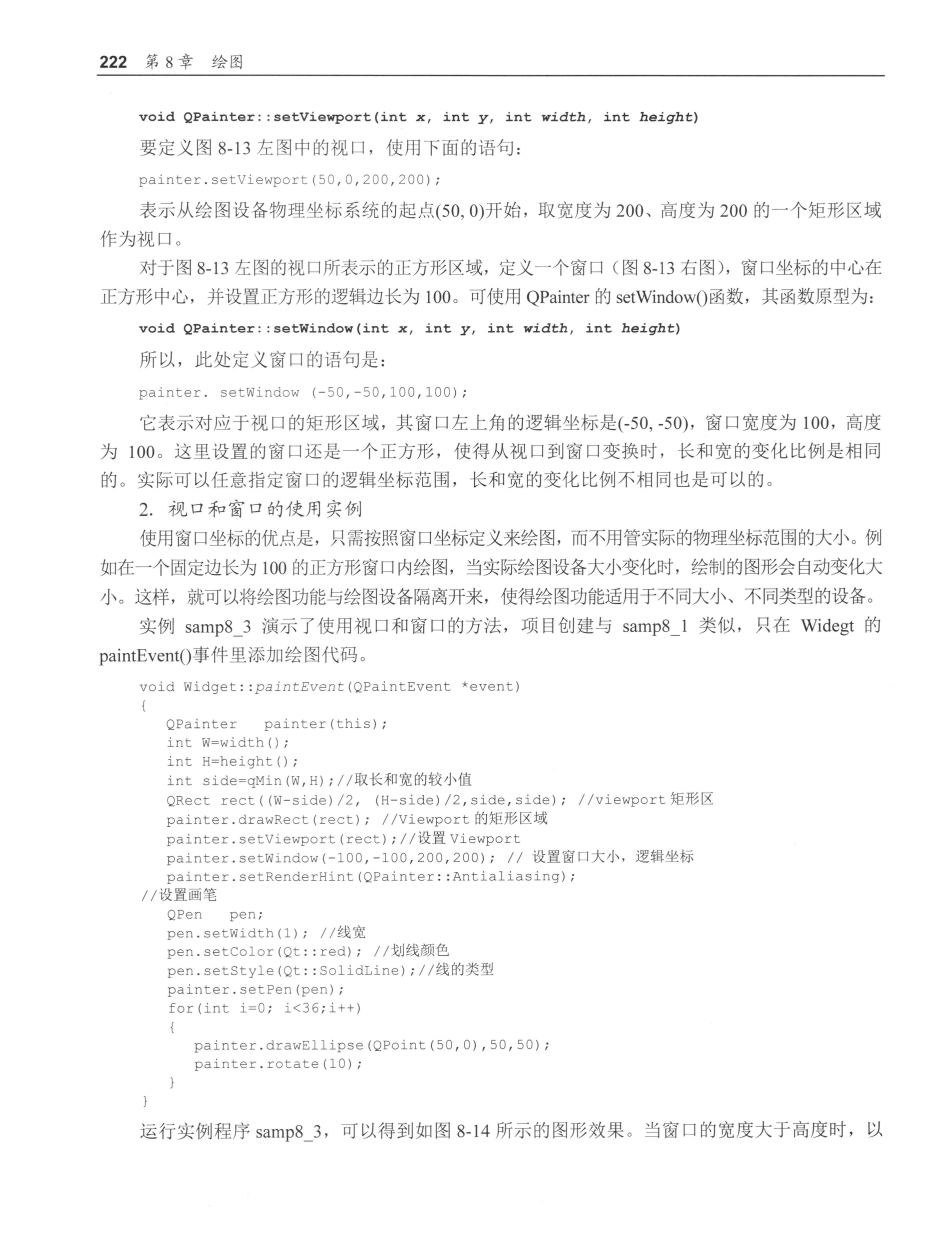 222 第 8 章 绘图
void QPainter::setViewport(int x, int y, int width, int height)
要定义图 8-13 左图中的视口，使用下面的语句：
painter.setViewport(50,0,200,200);
表示从绘图设备物理坐标系统的起点(50, 0)开始，取宽度为 200、高度为 200 的一个矩形区域
作为视口。
对于图 8-13 左图的视口所表示的正方形区域，定义一个窗口（图 8-13 右图），窗口坐标的中心在
正方形中心，并设置正方形的逻辑边长为 100。可使用 QPainter 的 setWindow()函数，其函数原型为：
void QPainter::setWindow(int x, int y, int width, int height)
所以，此处定义窗口的语句是：
painter. setWindow (-50,-50,100,100);
它表示对应于视口的矩形区域，其窗口左上角的逻辑坐标是(-50, -50)，窗口宽度为 100，高度
为 100。这里设置的窗口还是一个正方形，使得从视口到窗口变换时，长和宽的变化比例是相同
的。实际可以任意指定窗口的逻辑坐标范围，长和宽的变化比例不相同也是可以的。
2. 视口和窗口的使用实例
使用窗口坐标的优点是，只需按照窗口坐标定义来绘图，而不用管实际的物理坐标范围的大小。例
如在一个固定边长为 100 的正方形窗口内绘图，当实际绘图设备大小变化时，绘制的图形会自动变化大
小。这样，就可以将绘图功能与绘图设备隔离开来，使得绘图功能适用于不同大小、不同类型的设备。
实例 samp8_3 演示了使用视口和窗口的方法，项目创建与 samp8_1 类似，只在 Widegt 的
paintEvent()事件里添加绘图代码。
void Widget::paintEvent(QPaintEvent *event)
{
QPainter painter(this);
int W=width();
int H=height();
int side=qMin(W,H);//取长和宽的较小值
QRect rect((W-side)/2, (H-side)/2,side,side); //viewport 矩形区
painter.drawRect(rect); //Viewport 的矩形区域
painter.setViewport(rect);//设置 Viewport
painter.setWindow(-100,-100,200,200); // 设置窗口大小，逻辑坐标
painter.setRenderHint(QPainter::Antialiasing);
//设置画笔
QPen pen;
pen.setWidth(1); //线宽
pen.setColor(Qt::red); //划线颜色
pen.setStyle(Qt::SolidLine);//线的类型
painter.setPen(pen);
for(int i=0; i<36;i++)
{
painter.drawEllipse(QPoint(50,0),50,50);
painter.rotate(10);
}
}
运行实例程序 samp8_3，可以得到如图 8-14 所示的图形效果。当窗口的宽度大于高度时，以